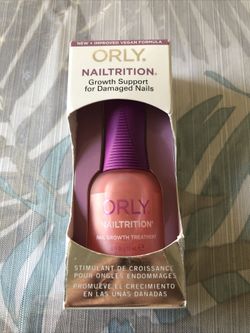 NEW + IMPROVED VEGAN FORMULA
ORLY®
NAILTRITION®
Growth Support
for Damaged Nails
ORLY
NAILTRITION®
NAIL GROWTH TREATMENT
STIMULANT DE CROISSANCE
POUR ONGLES ENDOMMAGÉS
PROMUEVE EL CRECIMIENTO
EN LAS UÑAS DAÑADAS